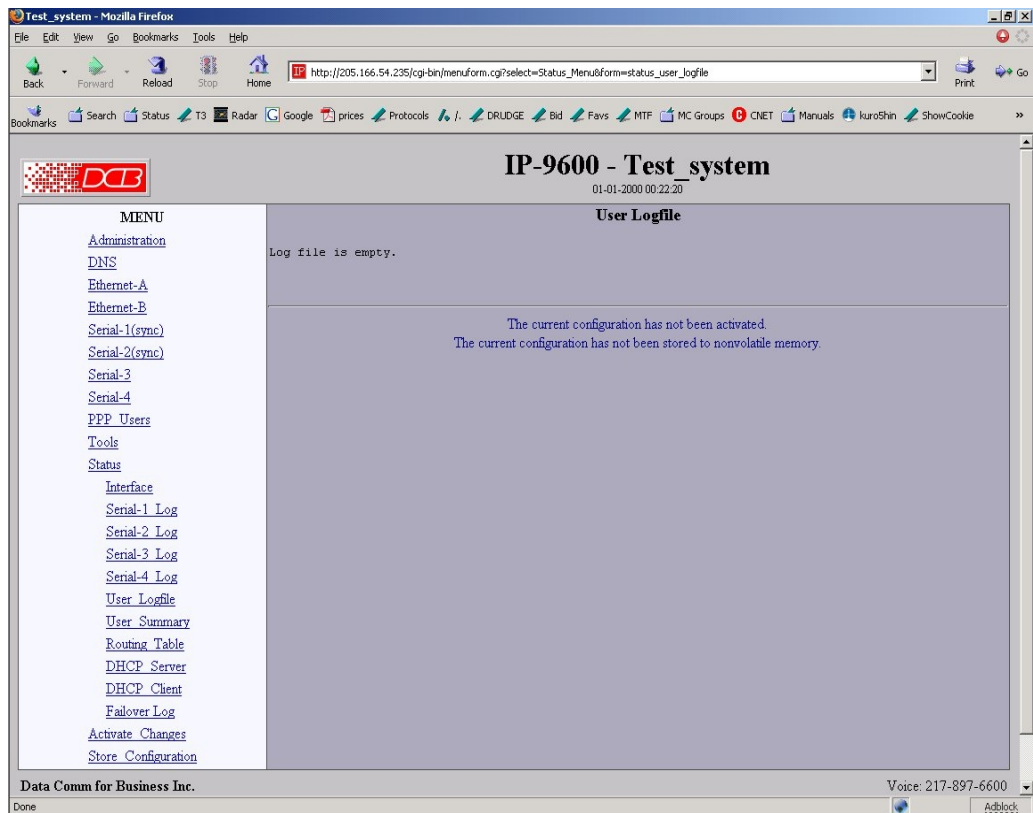 Test_system - Mozilla Firefox
File Edit View Go Bookmarks Tools Help
Back Forward Reload Stop Home IP http://205.166.54.235/cgi-bin/menuform.cgi?select=Status_Menu&form=status_user_logfile Print Go
Bookmarks Search Status T3 Radar G Google prices Protocols /. DRUDGE Bid Favs MTF MC Groups CNET Manuals kuro5hin ShowCookie »
DCB
IP-9600 - Test_system
01-01-2000 00:22:20
MENU
Administration
DNS
Ethernet-A
Ethernet-B
Serial-1(sync)
Serial-2(sync)
Serial-3
Serial-4
PPP Users
Tools
Status
Interface
Serial-1 Log
Serial-2 Log
Serial-3 Log
Serial-4 Log
User Logfile
User Summary
Routing Table
DHCP Server
DHCP Client
Failover Log
Activate Changes
Store Configuration
User Logfile
Log file is empty.
The current configuration has not been activated.
The current configuration has not been stored to nonvolatile memory.
Data Comm for Business Inc. Voice: 217-897-6600
Done Adblock